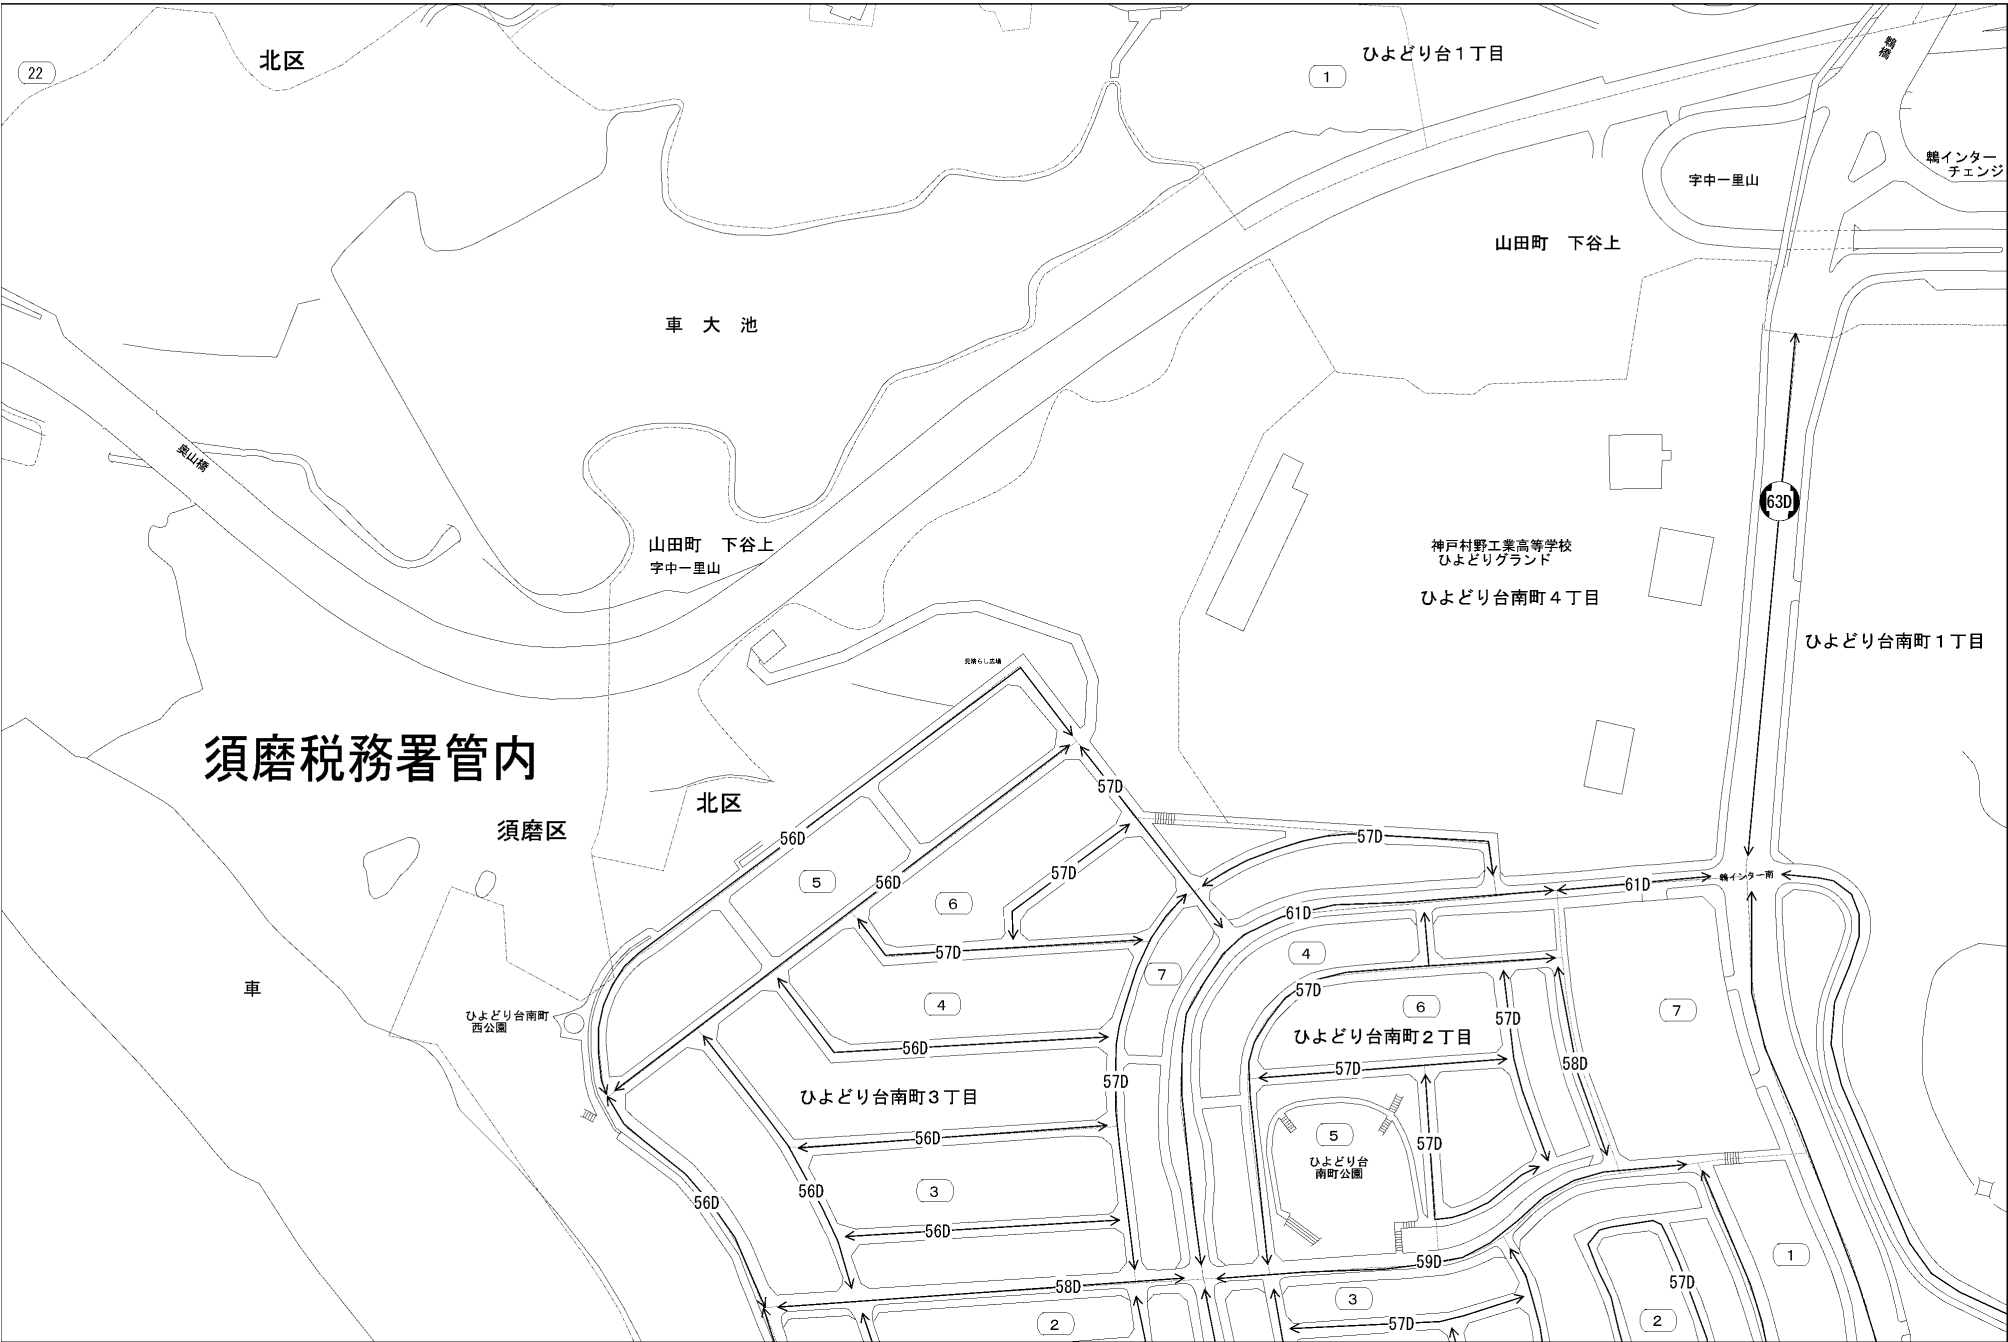 22
北区
ひよどり台1丁目
1
鵯橋
鵯インター
チェンジ
字中一里山
山田町　下谷上
車　大　池
奥山橋
63D
山田町　下谷上
字中一里山
神戸村野工業高等学校
ひよどりグランド
ひよどり台南町4丁目
ひよどり台南町1丁目
見晴らし広場
須磨税務署管内
北区
須磨区
57D
56D
57D
57D
5
56D
61D
鵯インター南
6
61D
57D
4
7
車
57D
4
6
7
ひよどり台南町
西公園
57D
ひよどり台南町2丁目
56D
58D
57D
57D
ひよどり台南町3丁目
56D
5
57D
ひよどり台
南町公園
56D
56D
3
56D
1
59D
58D
57D
3
2
57D
2